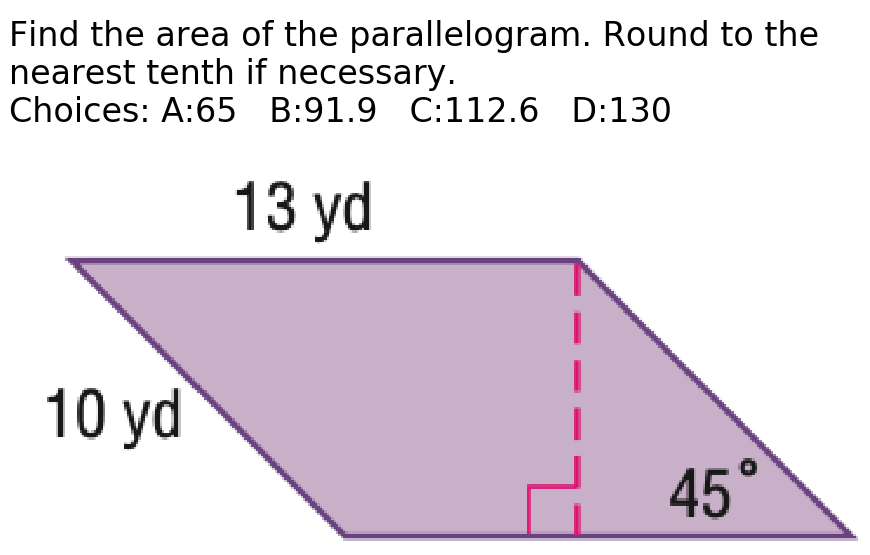 Find the area of the parallelogram. Round to the
nearest tenth if necessary.
Choices: A:65   B:91.9   C:112.6   D:130
13 yd
10 yd
45°